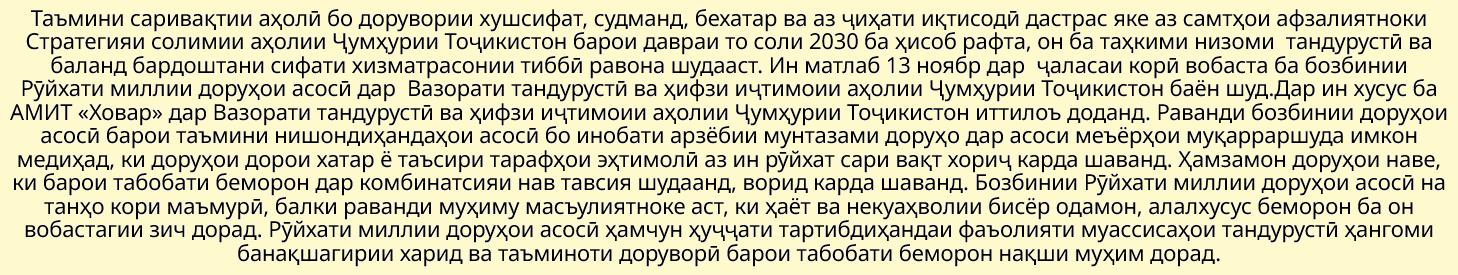 Таъмини саривақтии аҳолӣ бо дорувории хушсифат, судманд, бехатар ва аз ҷиҳати иқтисодӣ дастрас яке аз самтҳои афзалиятноки
Стратегияи солимии аҳолии Ҷумҳурии Тоҷикистон барои давраи то соли 2030 ба ҳисоб рафта, он ба таҳкими низоми тандурустӣ ва
баланд бардоштани сифати хизматрасонии тиббӣ равона шудааст. Ин матлаб 13 ноябр дар ҷаласаи корӣ вобаста ба бозбинии
Рӯйхати миллии доруҳои асосӣ дар Вазорати тандурустӣ ва ҳифзи иҷтимоии аҳолии Ҷумҳурии Тоҷикистон баён шуд.Дар ин хусус ба
АМИТ «Ховар» дар Вазорати тандурустӣ ва ҳифзи иҷтимоии аҳолии Ҷумҳурии Тоҷикистон иттилоъ доданд. Раванди бозбинии доруҳои
асосӣ барои таъмини нишондиҳандаҳои асосӣ бо инобати арзёбии мунтазами доруҳо дар асоси меъёрҳои муқарраршуда имкон
медиҳад, ки доруҳои дорои хатар ё таъсири тарафҳои эҳтимолӣ аз ин рӯйхат сари вақт хориҷ карда шаванд. Ҳамзамон доруҳои наве,
ки барои табобати беморон дар комбинатсияи нав тавсия шудаанд, ворид карда шаванд. Бозбинии Рӯйхати миллии доруҳои асосӣ на
танҳо кори маъмурӣ, балки раванди муҳиму масъулиятноке аст, ки ҳаёт ва некуаҳволии бисёр одамон, алалхусус беморон ба он
вобастагии зич дорад. Рӯйхати миллии доруҳои асосӣ ҳамчун ҳуҷҷати тартибдиҳандаи фаъолияти муассисаҳои тандурустӣ ҳангоми
банақшагирии харид ва таъминоти доруворӣ барои табобати беморон нақши муҳим дорад.